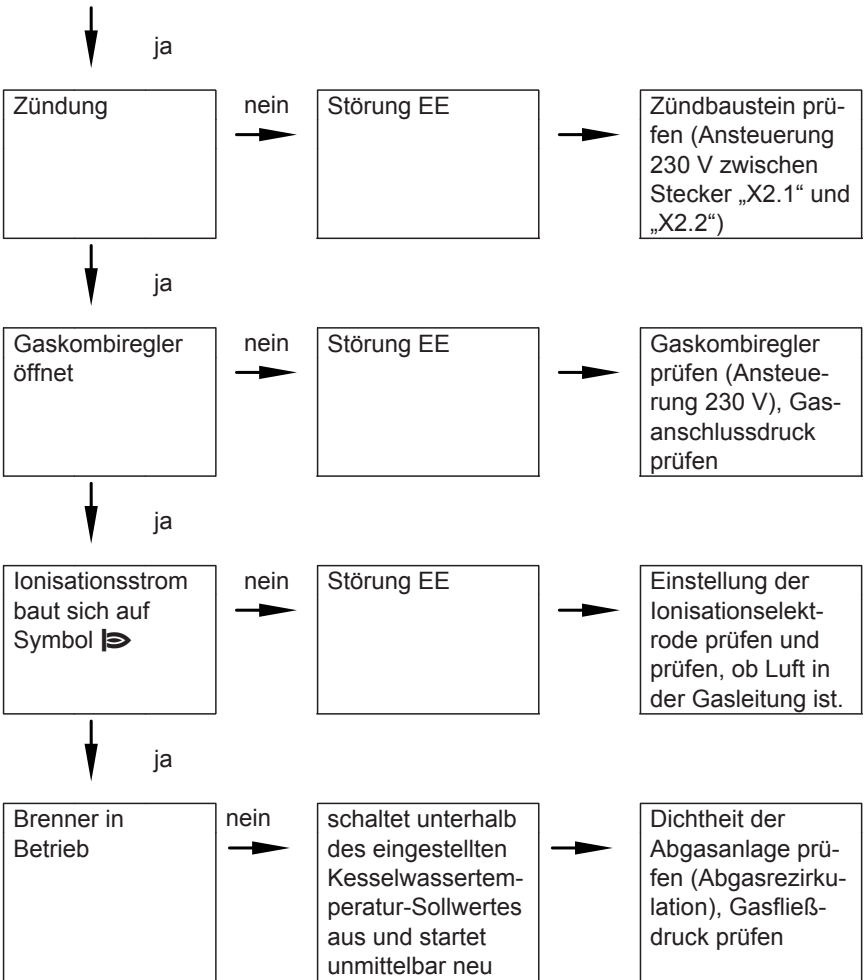 ja
Zündung
nein
Störung EE
Zündbaustein prü-
fen (Ansteuerung
230 V zwischen
Stecker „X2.1“ und
„X2.2“)
ja
Gaskombiregler
öffnet
nein
Störung EE
Gaskombiregler
prüfen (Ansteue-
rung 230 V), Gas-
anschlussdruck
prüfen
ja
Ionisationsstrom
baut sich auf
Symbol
nein
Störung EE
Einstellung der
Ionisationselekt-
rode prüfen und
prüfen, ob Luft in
der Gasleitung ist.
ja
Brenner in
Betrieb
nein
schaltet unterhalb
des eingestellten
Kesselwassertem-
peratur-Sollwertes
aus und startet
unmittelbar neu
Dichtheit der
Abgasanlage prü-
fen (Abgasrezirku-
lation), Gasfließ-
druck prüfen